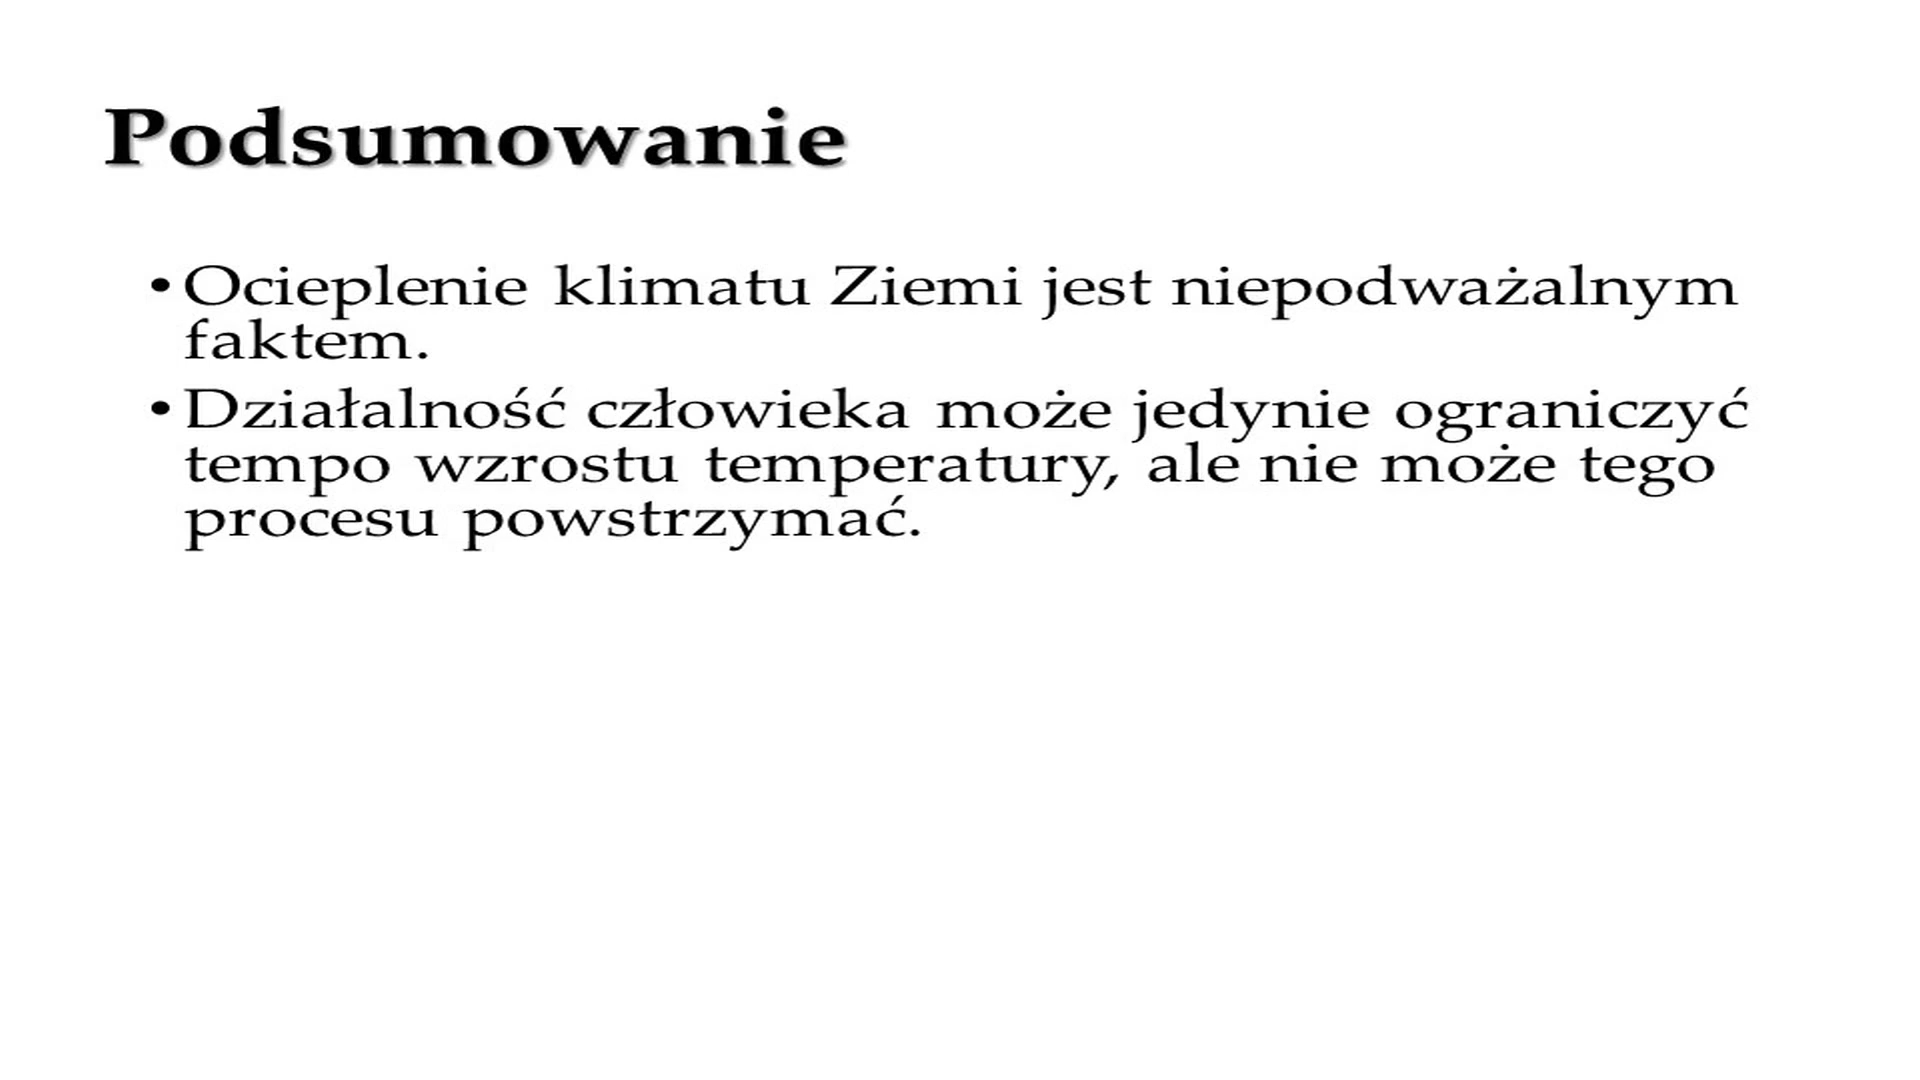 Podsumowanie
• Ocieplenie klimatu Ziemi jest niepodważalnym
faktem.
• Działalność człowieka może jedynie ograniczyć
tempo wzrostu temperatury, ale nie może tego
procesu powstrzymać.